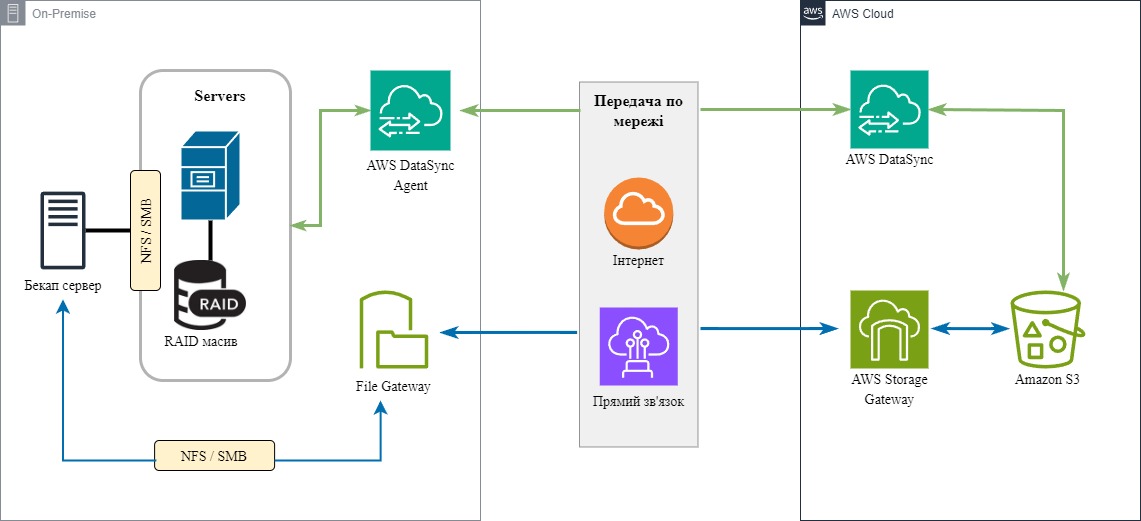 On-Premise
aws
AWS Cloud
Servers
NFS / SMB
RAID
RAID масив
Бекап сервер
AWS DataSync
Agent
File Gateway
NFS / SMB
Передача по
мережі
Інтернет
Прямий зв'язок
AWS DataSync
AWS Storage
Gateway
Amazon S3